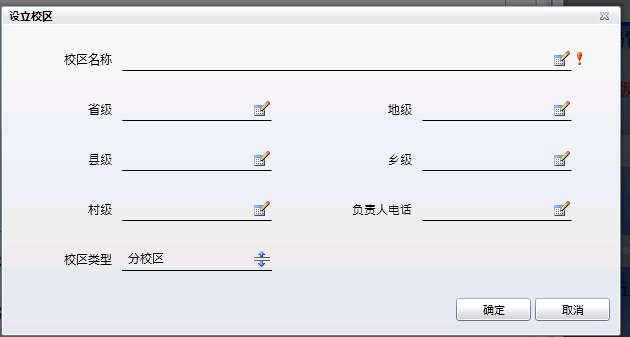 设立校区
校区名称
省级 地级
县级 乡级
村级 负责人电话
校区类型 分校区
确定 取消